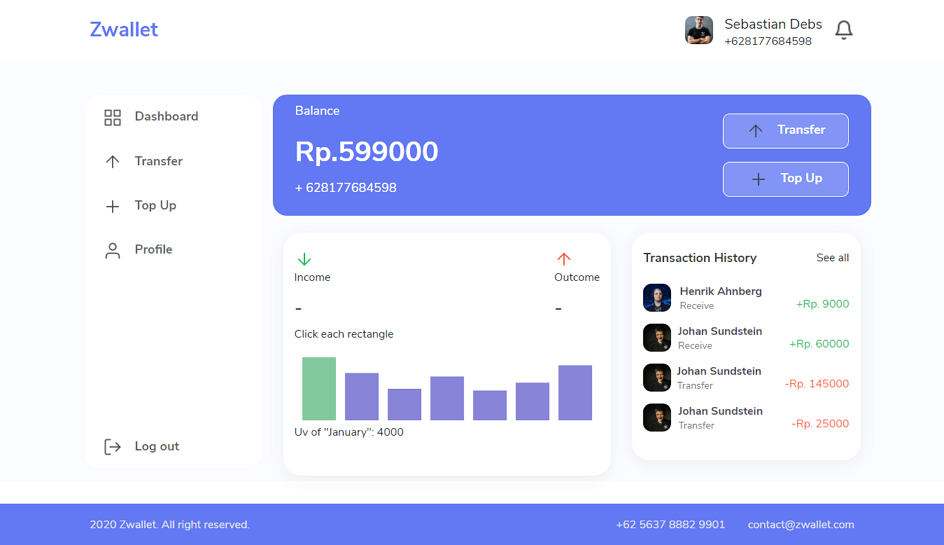 Zwallet
Sebastian Debs
+628177684598
Dashboard
Transfer
Top Up
Profile
Log out
Balance
Rp.599000
+ 628177684598
Transfer
Top Up
Income
Outcome
-
-
Click each rectangle
Uv of "January": 4000
Transaction History
See all
Henrik Ahnberg
Receive
+Rp. 9000
Johan Sundstein
Receive
+Rp. 60000
Johan Sundstein
Transfer
-Rp. 145000
Johan Sundstein
Transfer
-Rp. 25000
2020 Zwallet. All right reserved.
+62 5637 8882 9901
contact@zwallet.com